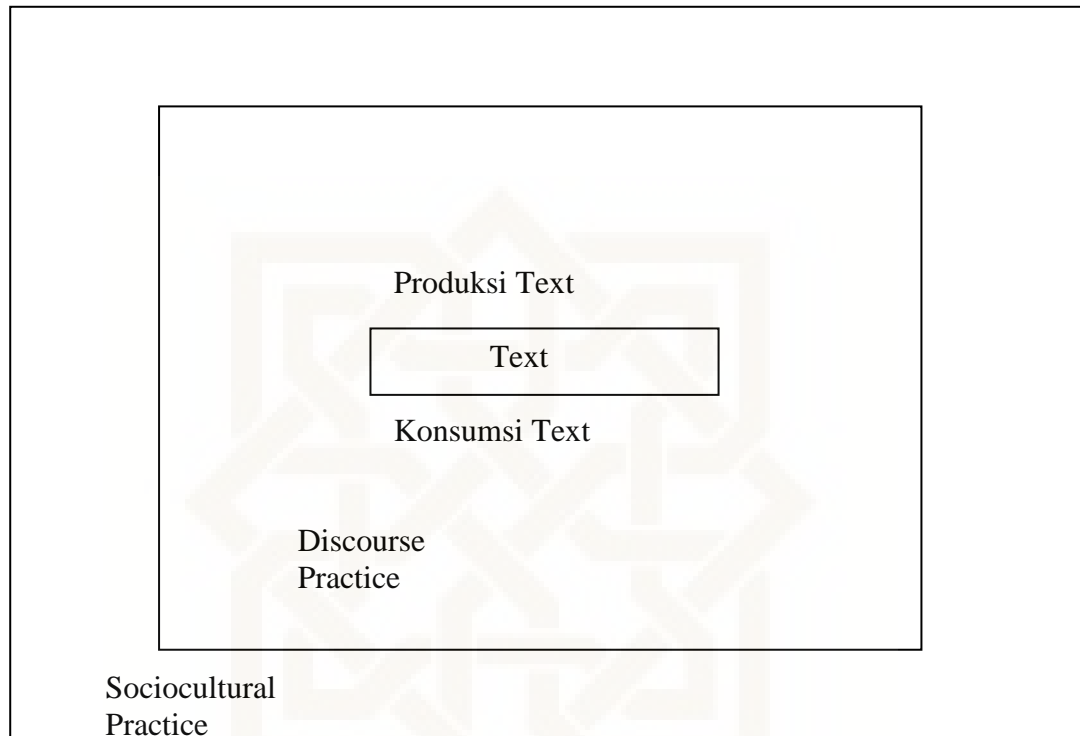 Produksi Text
Text
Konsumsi Text
Discourse
Practice
Sociocultural
Practice